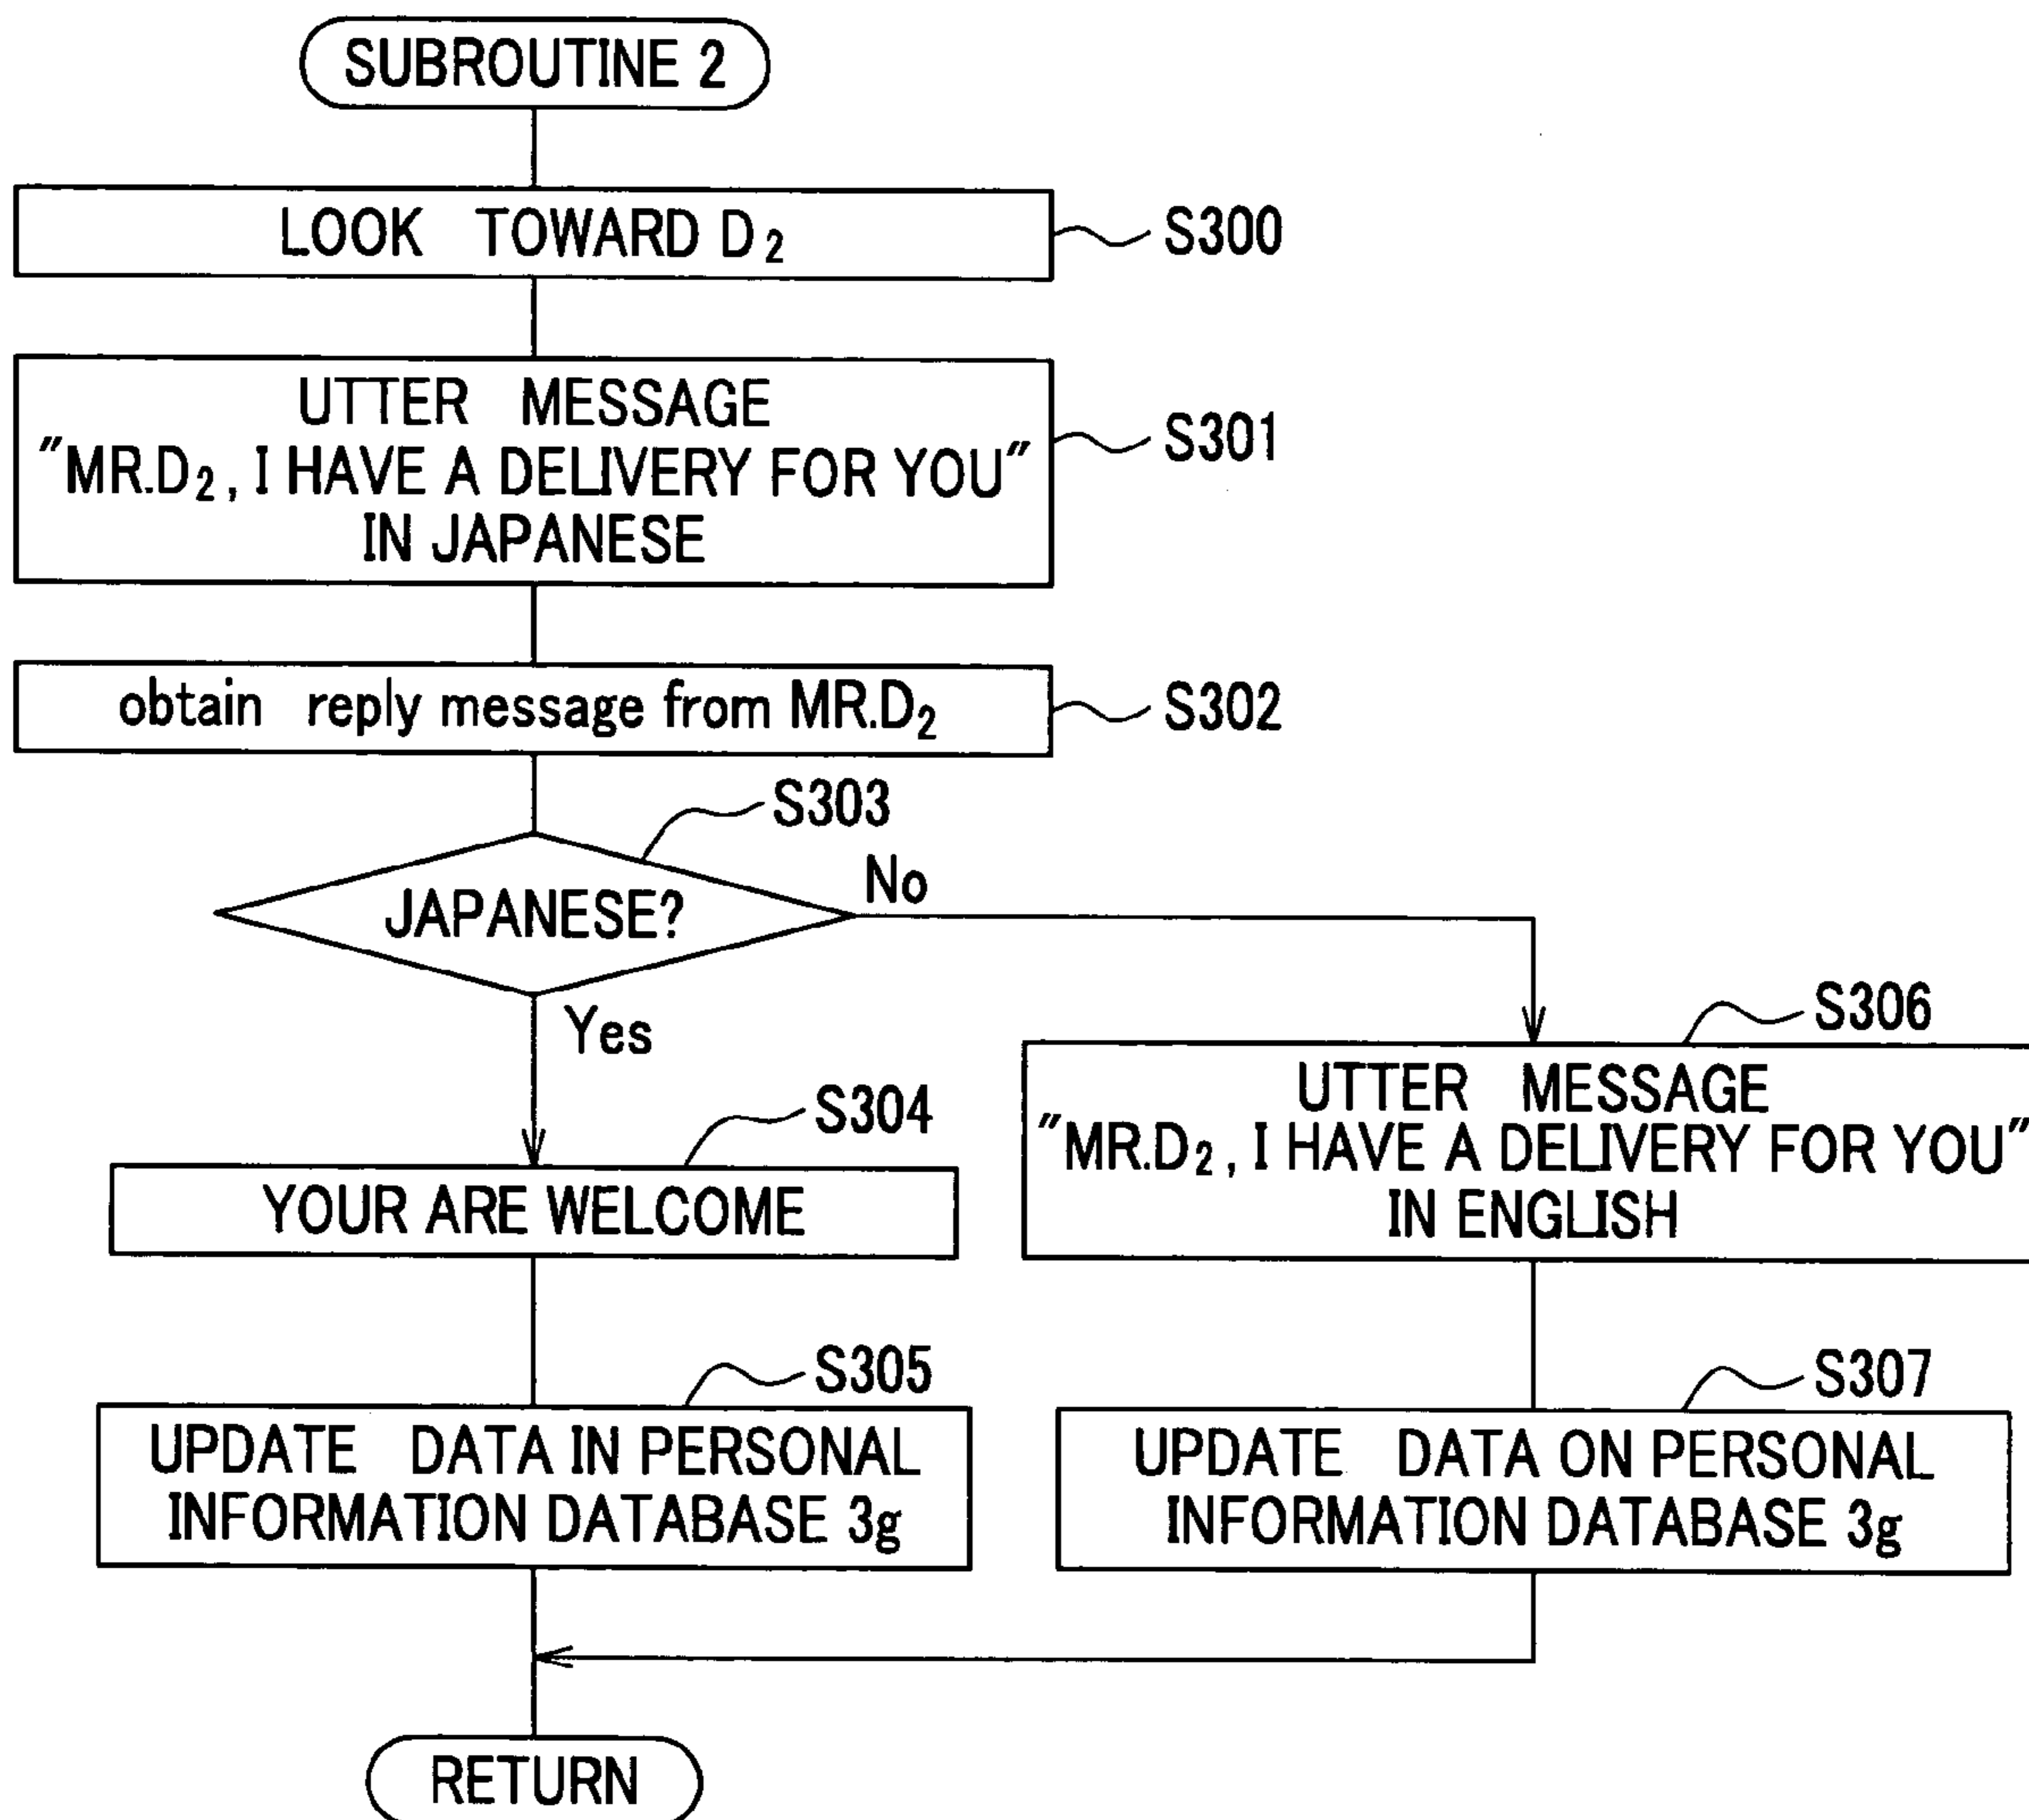 SUBROUTINE 2
LOOK TOWARD D₂
S300
UTTER MESSAGE
"MR.D₂, I HAVE A DELIVERY FOR YOU"
IN JAPANESE
S301
obtain reply message from MR.D₂
S302
S303
JAPANESE?
No
Yes
S304
YOUR ARE WELCOME
S306
UTTER MESSAGE
"MR.D₂, I HAVE A DELIVERY FOR YOU"
IN ENGLISH
S305
UPDATE DATA IN PERSONAL
INFORMATION DATABASE 3g
S307
UPDATE DATA ON PERSONAL
INFORMATION DATABASE 3g
RETURN